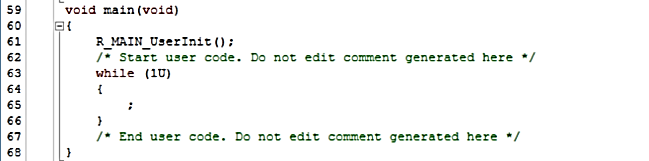 59 void main(void)
60 {
61 R_MAIN_UserInit();
62 /* Start user code. Do not edit comment generated here */
63 while (1U)
64 {
65 ;
66 }
67 /* End user code. Do not edit comment generated here */
68 }